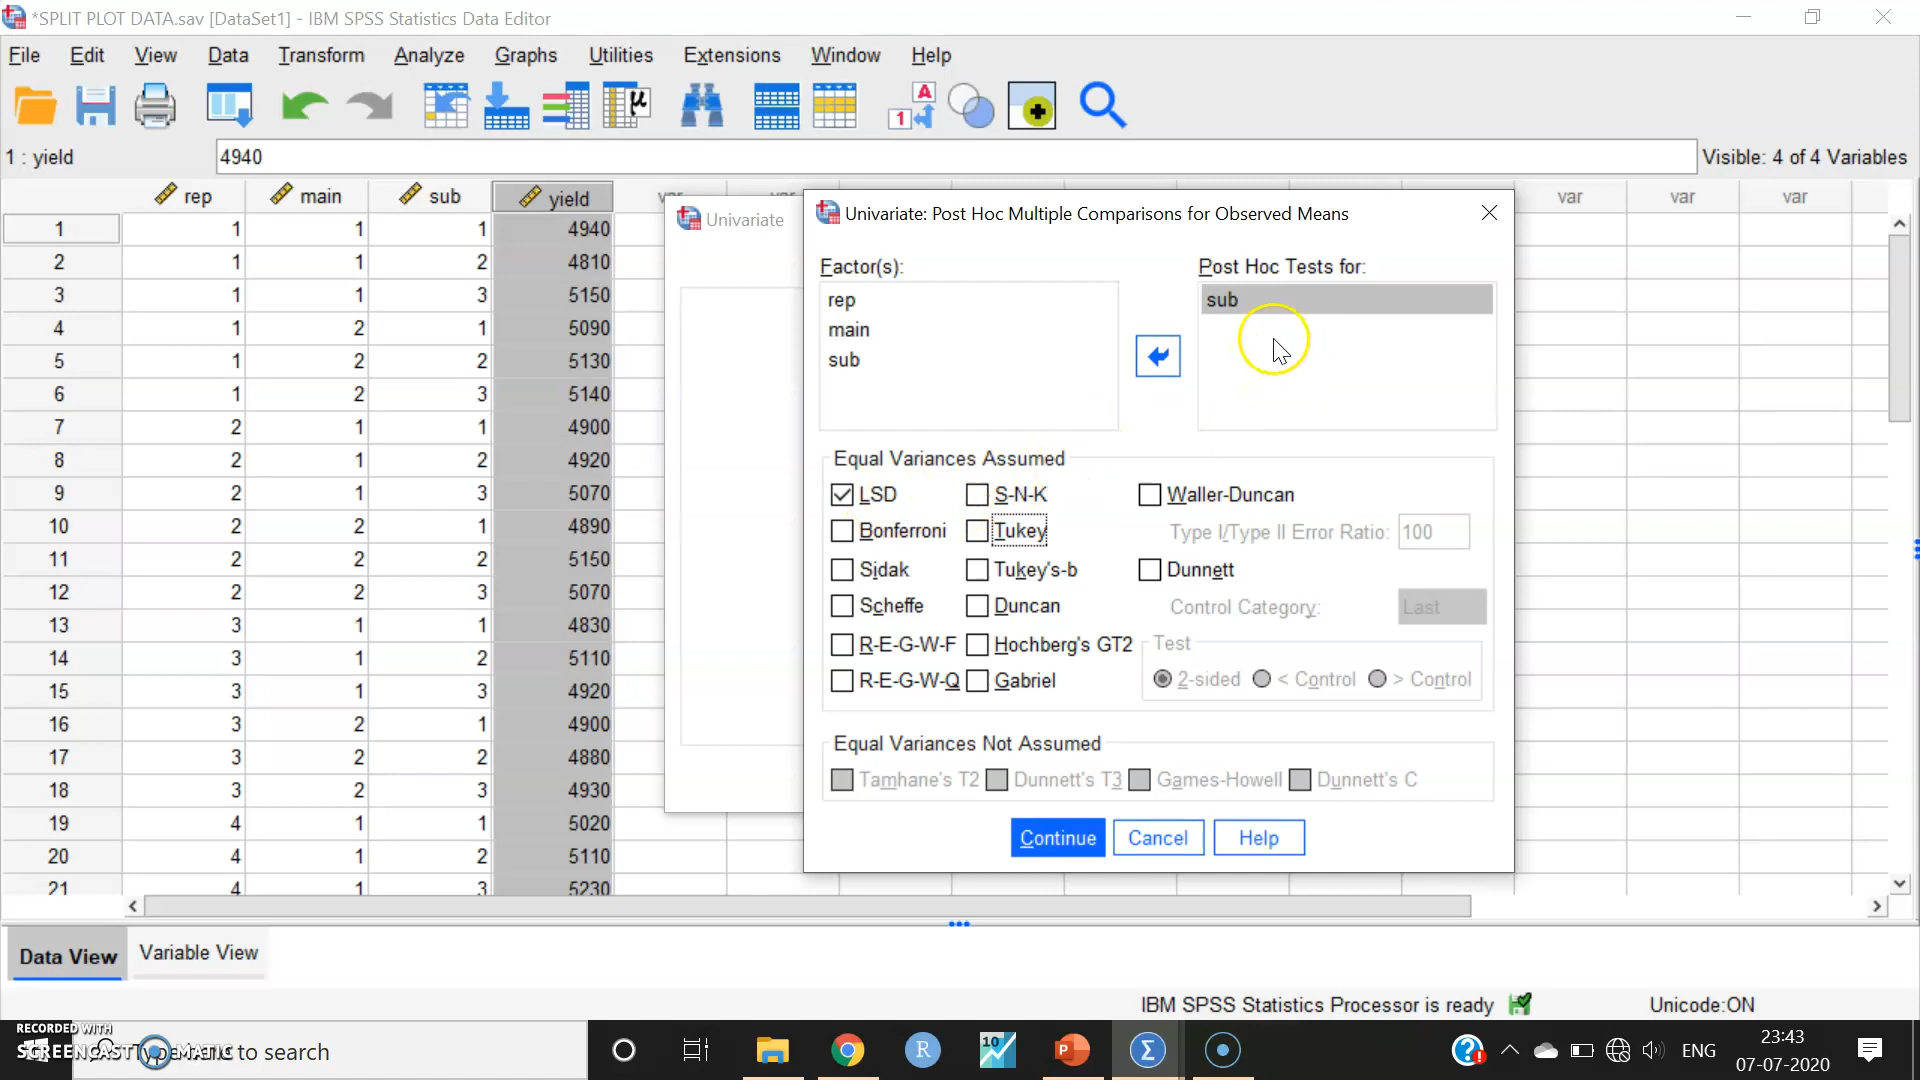 *SPLIT PLOT DATA.sav [DataSet1] - IBM SPSS Statistics Data Editor
File Edit View Data Transform Analyze Graphs Utilities Extensions Window Help
1 : yield 4940 Visible: 4 of 4 Variables
rep main sub yield var var var var var
1 1 1 1 4940
2 1 1 2 4810
3 1 1 3 5150
4 1 2 1 5090
5 1 2 2 5130
6 1 2 3 5140
7 2 1 1 4900
8 2 1 2 4920
9 2 1 3 5070
10 2 2 1 4890
11 2 2 2 5150
12 2 2 3 5070
13 3 1 1 4830
14 3 1 2 5110
15 3 1 3 4920
16 3 2 1 4900
17 3 2 2 4880
18 3 2 3 4930
19 4 1 1 5020
20 4 1 2 5110
21 4 1 3 5230
Univariate
Univariate: Post Hoc Multiple Comparisons for Observed Means
Factor(s): Post Hoc Tests for:
rep sub
main
sub
Equal Variances Assumed
LSD S-N-K Waller-Duncan
Bonferroni Tukey Type I/Type II Error Ratio: 100
Sidak Tukey's-b Dunnett
Scheffe Duncan Control Category: Last
R-E-G-W-F Hochberg's GT2 Test
R-E-G-W-Q Gabriel 2-sided < Control > Control
Equal Variances Not Assumed
Tamhane's T2 Dunnett's T3 Games-Howell Dunnett's C
Continue Cancel Help
Data View Variable View
IBM SPSS Statistics Processor is ready Unicode:ON
RECORDED WITH
SCREENCAST MATIC
Type here to search
ENG 23:43
07-07-2020